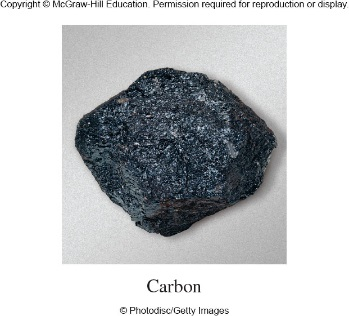 Copyright © McGraw-Hill Education. Permission required for reproduction or display.
Carbon
© Photodisc/Getty Images